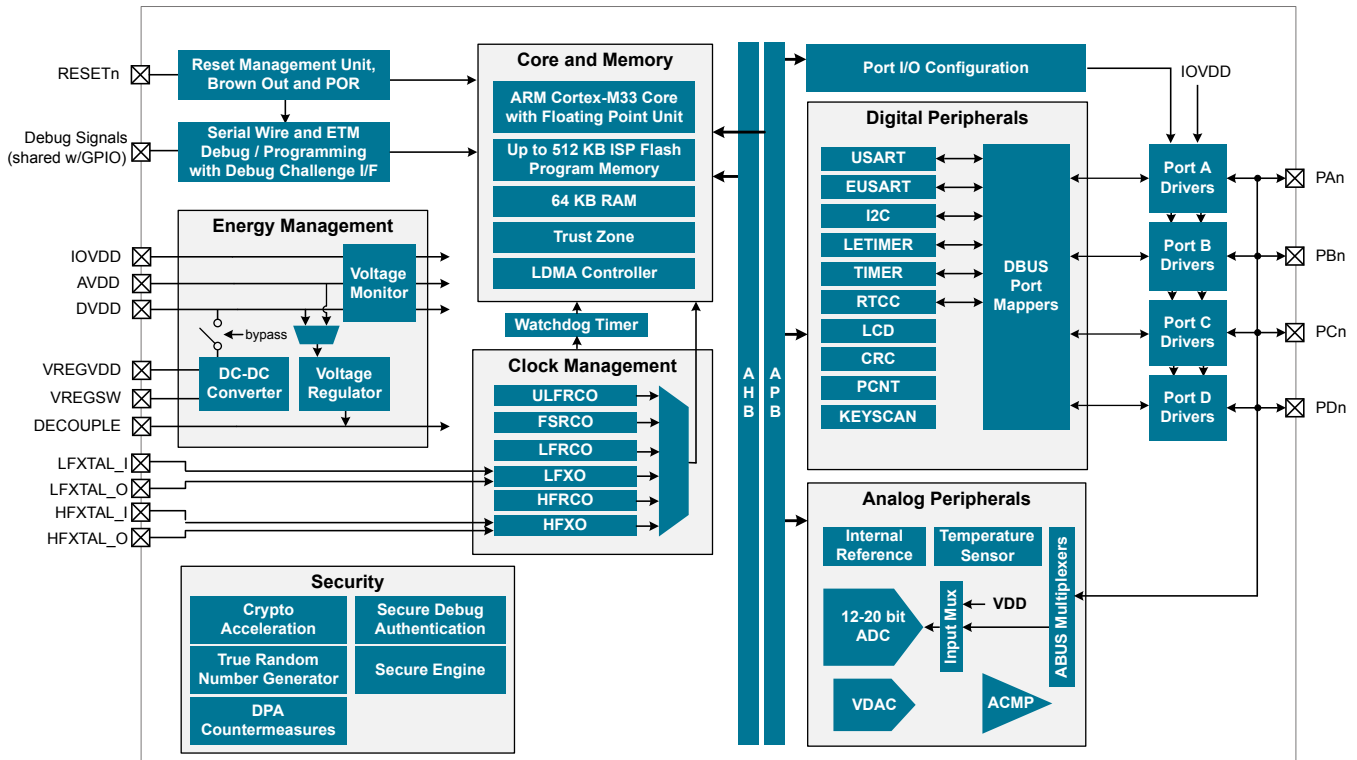 RESETn
Debug Signals
(shared w/GPIO)
Reset Management Unit,
Brown Out and POR
Serial Wire and ETM
Debug / Programming
with Debug Challenge I/F
Energy Management
IOVDD
AVDD
DVDD
VREGVDD
VREGSW
DECOUPLE
Voltage
Monitor
bypass
DC-DC
Converter
Voltage
Regulator
LFXTAL_I
LFXTAL_O
HFXTAL_I
HFXTAL_O
Security
Crypto
Acceleration
Secure Debug
Authentication
True Random
Number Generator
Secure Engine
DPA
Countermeasures
Core and Memory
ARM Cortex-M33 Core
with Floating Point Unit
Up to 512 KB ISP Flash
Program Memory
64 KB RAM
Trust Zone
LDMA Controller
Watchdog Timer
Clock Management
ULFRCO
FSRCO
LFRCO
LFXO
HFRCO
HFXO
A
H
B
A
P
B
Port I/O Configuration
IOVDD
Digital Peripherals
USART
EUSART
I2C
LETIMER
TIMER
RTCC
LCD
CRC
PCNT
KEYSCAN
DBUS
Port
Mappers
Port A
Drivers
Port B
Drivers
Port C
Drivers
Port D
Drivers
PAn
PBn
PCn
PDn
Analog Peripherals
Internal
Reference
Temperature
Sensor
12-20 bit
ADC
Input Mux
VDD
ABUS Multiplexers
VDAC
ACMP